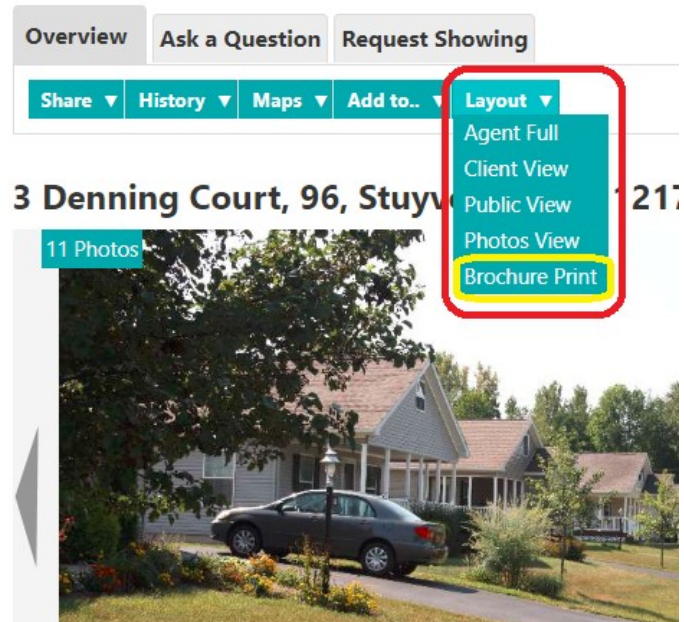 Overview Ask a Question Request Showing
Share ▼ History ▼ Maps ▼ Add to.. ▼ Layout ▼
Agent Full
Client View
3 Denning Court, 96,
Public View
11 Photos
Photos View
Brochure Print